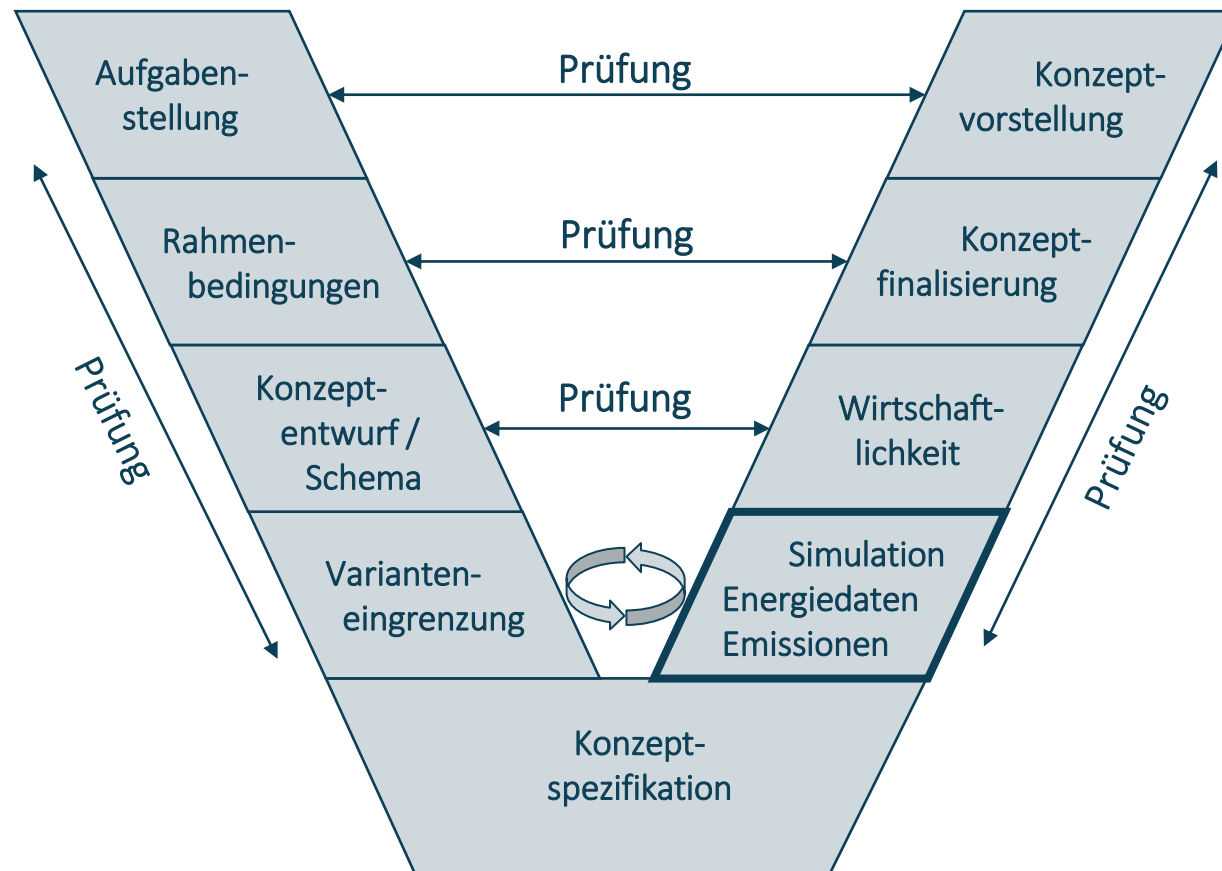 Aufgaben-
stellung
Prüfung
Konzept-
vorstellung
Rahmen-
bedingungen
Prüfung
Konzept-
finalisierung
Prüfung
Konzept-
entwurf /
Schema
Prüfung
Wirtschaft-
lichkeit
Prüfung
Varianten-
eingrenzung
Simulation
Energiedaten
Emissionen
Konzept-
spezifikation